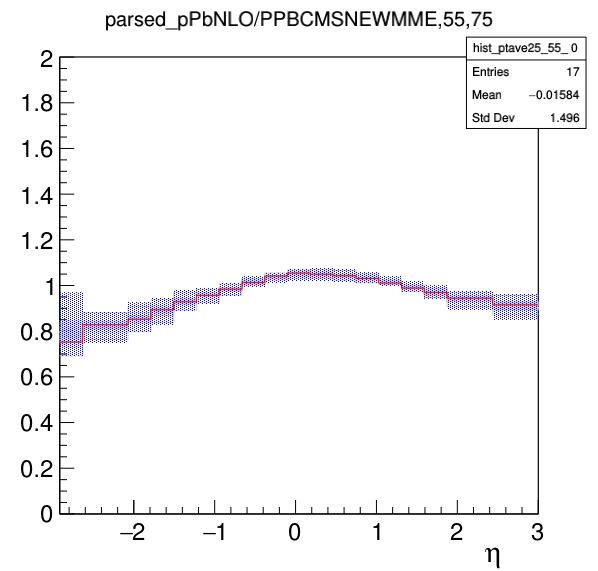 parsed_pPbNLO/PPBCMSNEWMME,55,75
hist_ptave25_55_ 0
Entries 17
Mean −0.01584
Std Dev 1.496
2
1.8
1.6
1.4
1.2
1
0.8
0.6
0.4
0.2
0
−2 −1 0 1 2 3
η